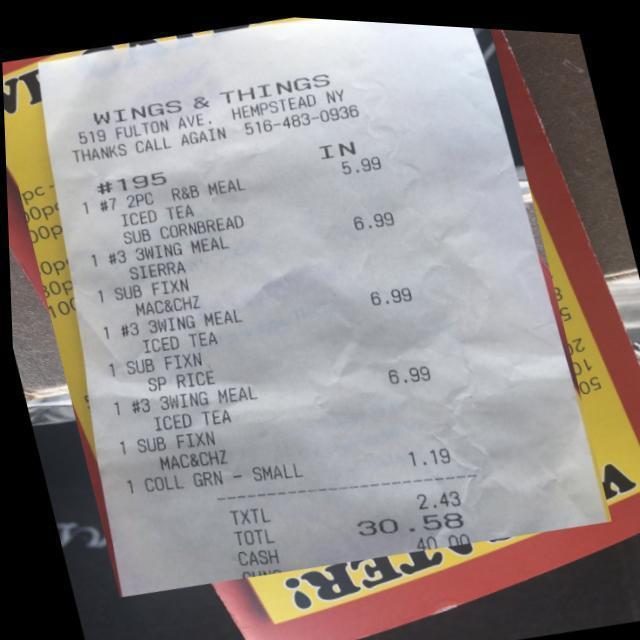 WINGS & THINGS
519 FULTON AVE, HEMPSTEAD NY
THANKS CALL AGAIN 516-483-0936
#195 IN
1 #7 2PC R&B MEAL 5.99
ICED TEA
SUB CORNBREAD
1 #3 3WING MEAL 6.99
SIERRA
1 SUB FIXN
MAC&CHZ
1 #3 3WING MEAL 6.99
ICED TEA
1 SUB FIXN
SP RICE
1 #3 3WING MEAL 6.99
ICED TEA
1 SUB FIXN
MAC&CHZ
1 COLL GRN - SMALL 1.19
TXTL 2.43
TOTL 30.58
CASH 40.00